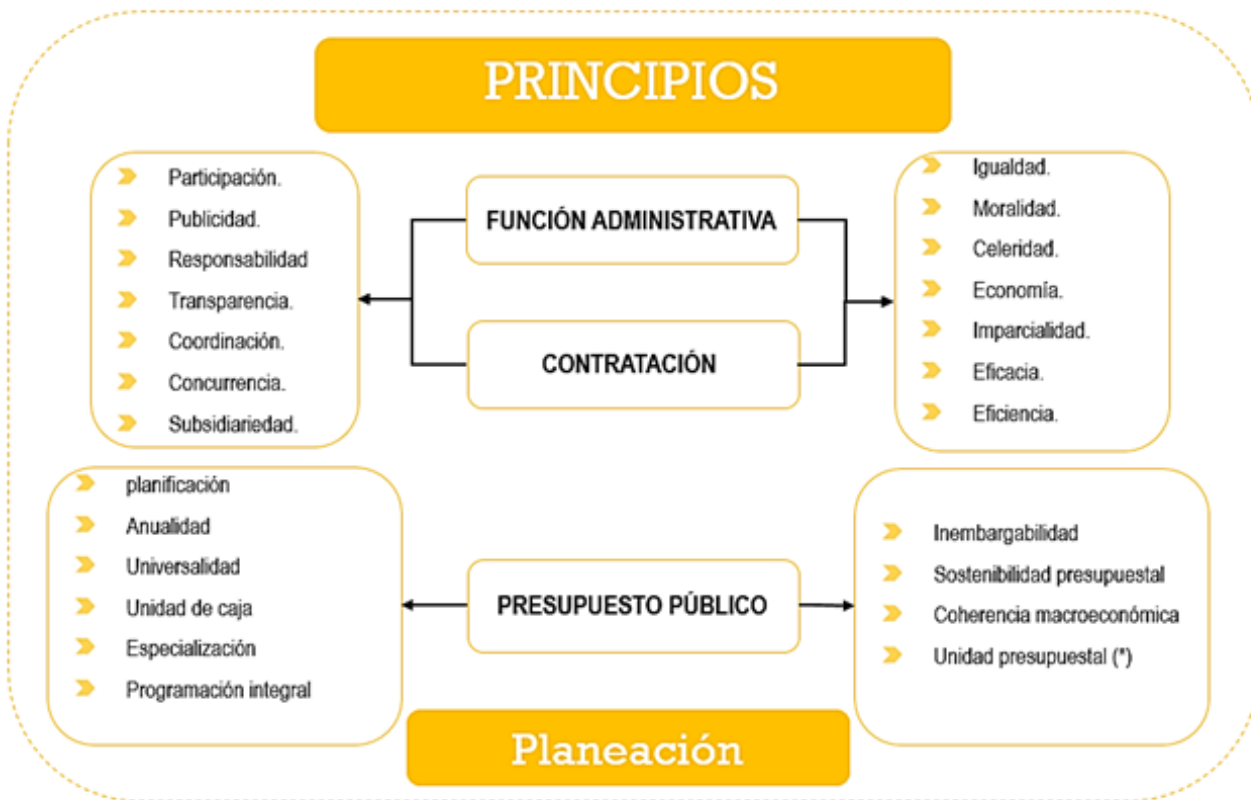 PRINCIPIOS
Participación.
Publicidad.
Responsabilidad
Transparencia.
Coordinación.
Concurrencia.
Subsidiariedad.
FUNCIÓN ADMINISTRATIVA
CONTRATACIÓN
Igualdad.
Moralidad.
Celeridad.
Economía.
Imparcialidad.
Eficacia.
Eficiencia.
planificación
Anualidad
Universalidad
Unidad de caja
Especialización
Programación integral
PRESUPUESTO PÚBLICO
Inembargabilidad
Sostenibilidad presupuestal
Coherencia macroeconómica
Unidad presupuestal (*)
Planeación